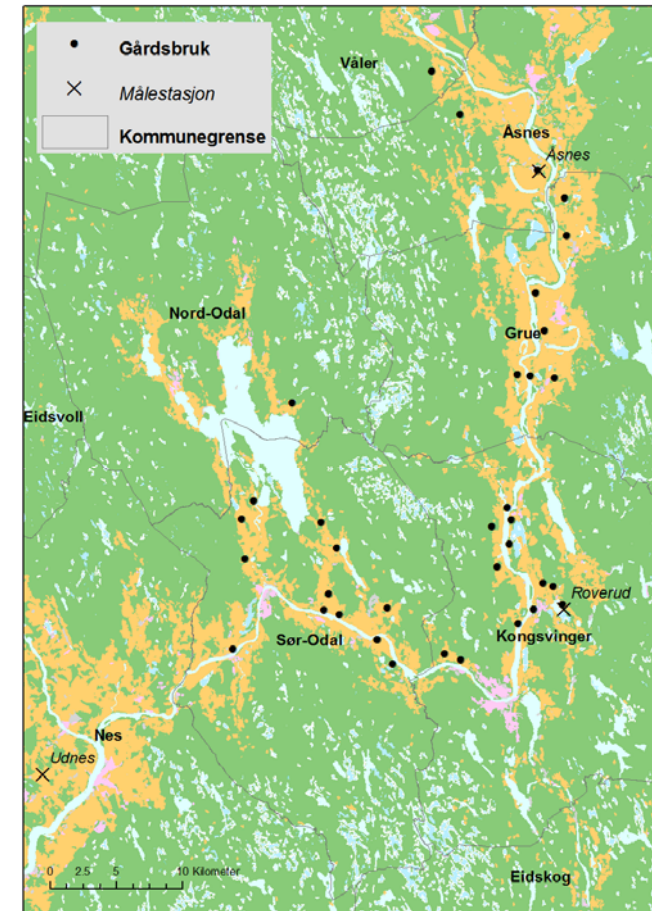 Gårdsbruk
Målestasjon
Kommunegrense
Våler
Åsnes
Åsnes
Nord-Odal
Grue
Eidsvoll
Roverud
Kongsvinger
Sør-Odal
Nes
Udnes
0 2.5 5 10 Kilometer
Eidskog